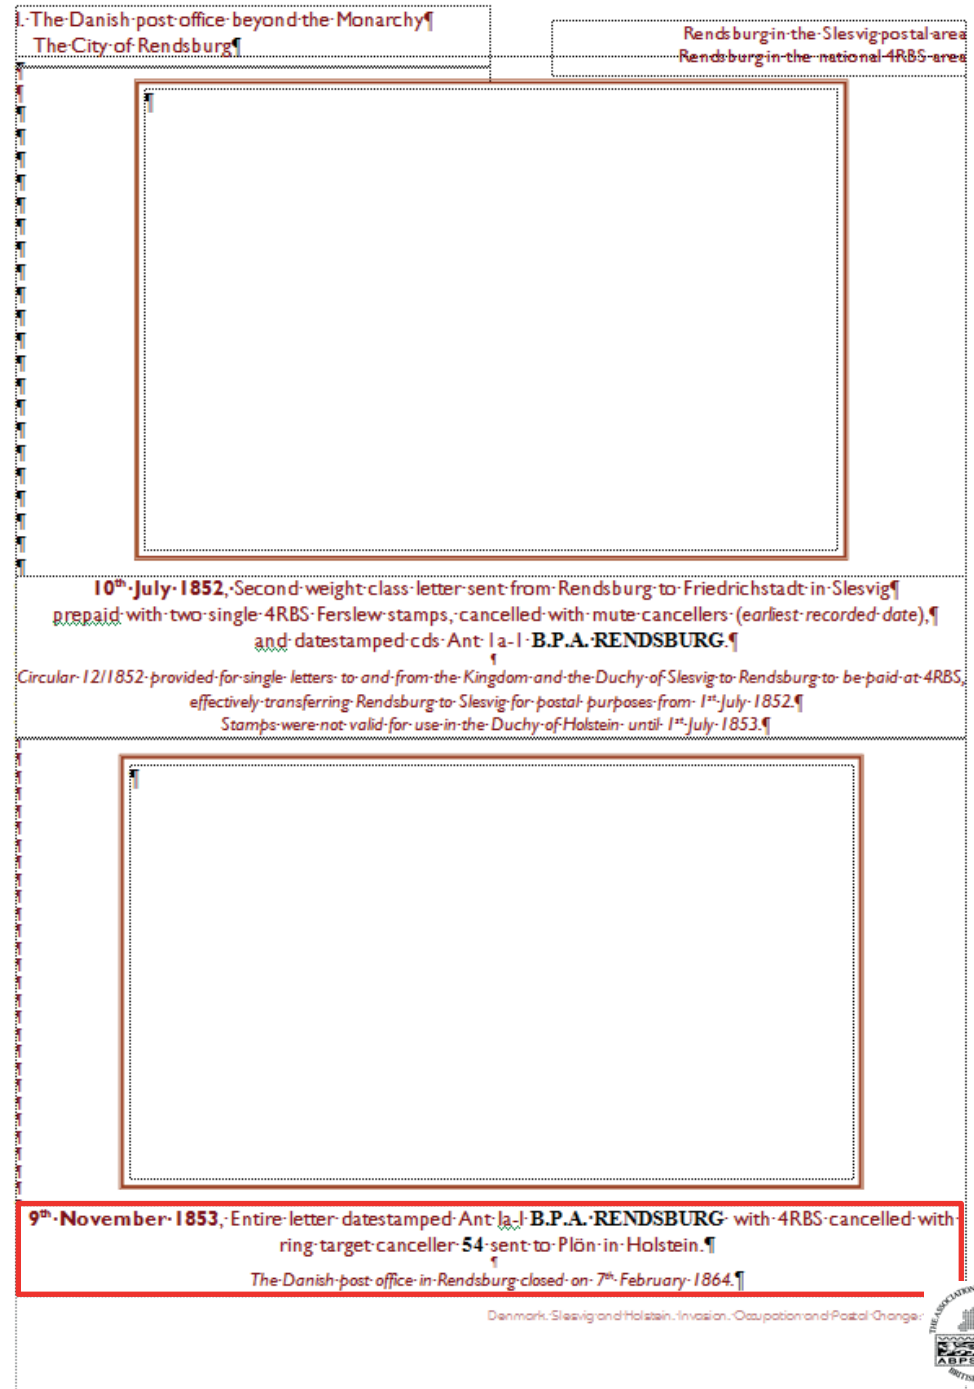 I. The Danish post office beyond the Monarchy¶
The City of Rendsburg¶
Rendsburg in the Slesvig postal area
Rendsburg in the national 4RBS area
10th July 1852, Second weight class letter sent from Rendsburg to Friedrichstadt in Slesvig¶
prepaid with two single 4RBS Ferslew stamps, cancelled with mute cancellers (earliest recorded date),¶
and datestamped cds Ant 1a-1 B.P.A. RENDSBURG.¶
¶
Circular 12/1852 provided for single letters to and from the Kingdom and the Duchy of Slesvig to Rendsburg to be paid at 4RBS,
effectively transferring Rendsburg to Slesvig for postal purposes from 1st July 1852.¶
Stamps were not valid for use in the Duchy of Holstein until 1st July 1853.¶
9th November 1853, Entire letter datestamped Ant 1a-1 B.P.A. RENDSBURG with 4RBS cancelled with
ring target canceller 54 sent to Plön in Holstein.¶
¶
The Danish post office in Rendsburg closed on 7th February 1864.¶
Denmark. Slesvig and Holstein. Invasion, Occupation and Postal Change.
THE ASSOCIATION
ABPS
BRITIS